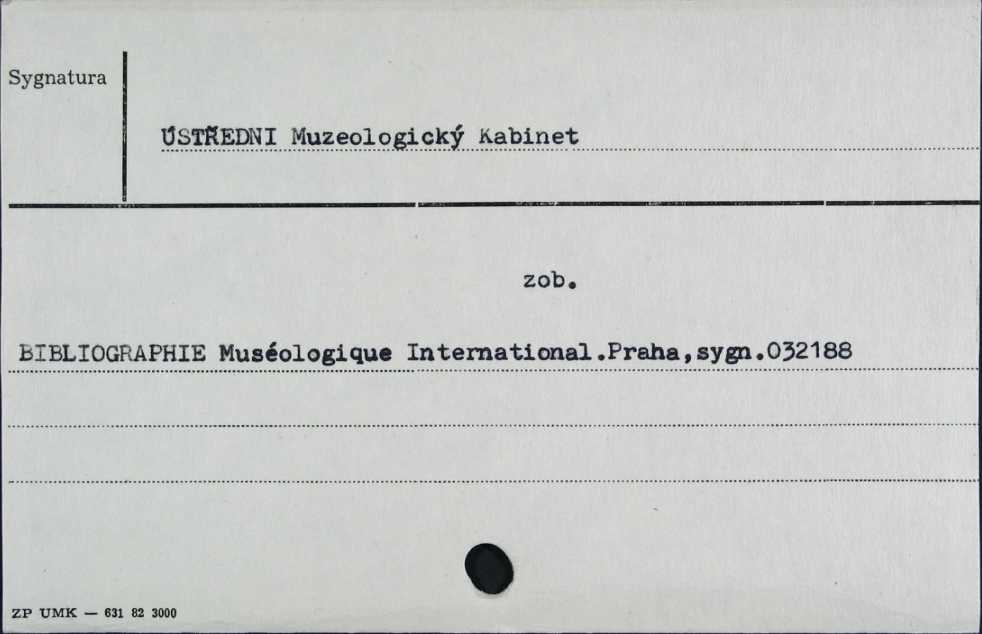 Sygnatura
ÚSTŘEDNI Muzeologický Kabinet
zob.
BIBLIOGRAPHIE Muséologique International.Praha,sygn.032188
ZP UMK — 631 82 3000